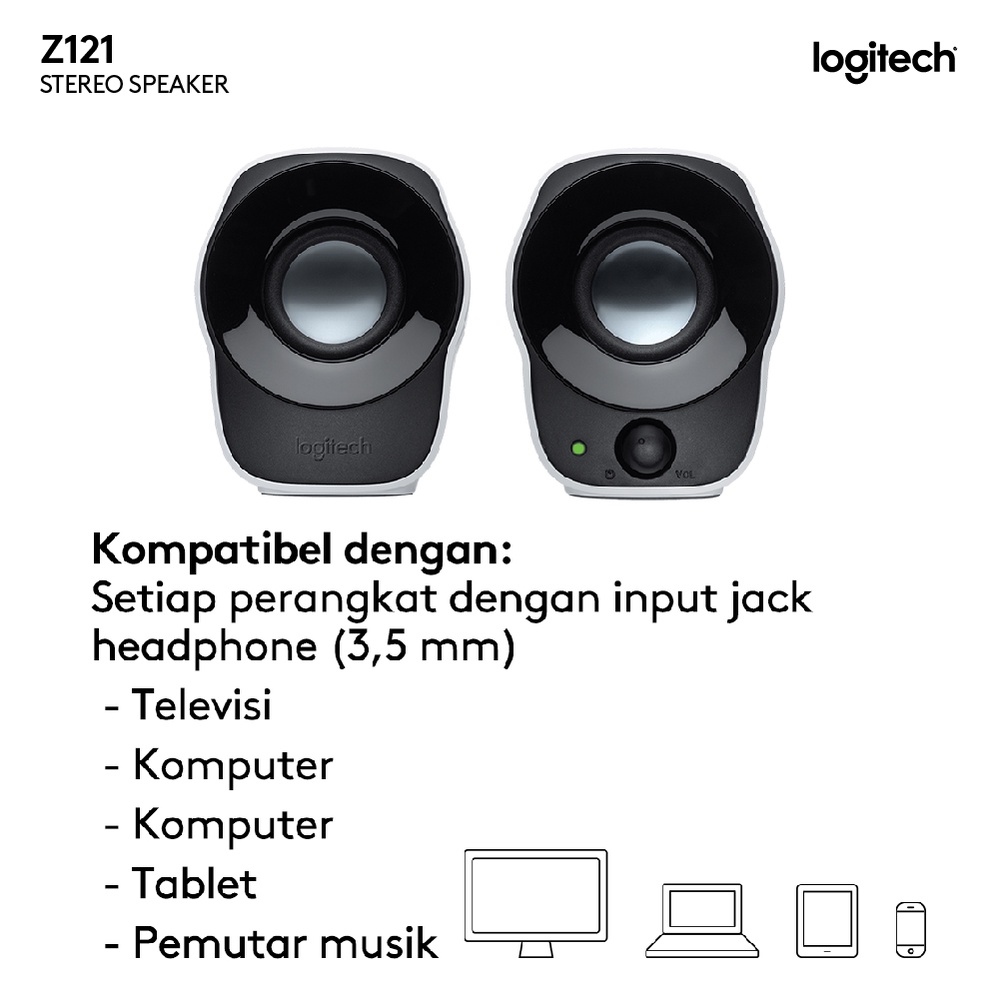 Z121
STEREO SPEAKER
logitech
logitech
VOL
Kompatibel dengan:
Setiap perangkat dengan input jack
headphone (3,5 mm)
- Televisi
- Komputer
- Komputer
- Tablet
- Pemutar musik